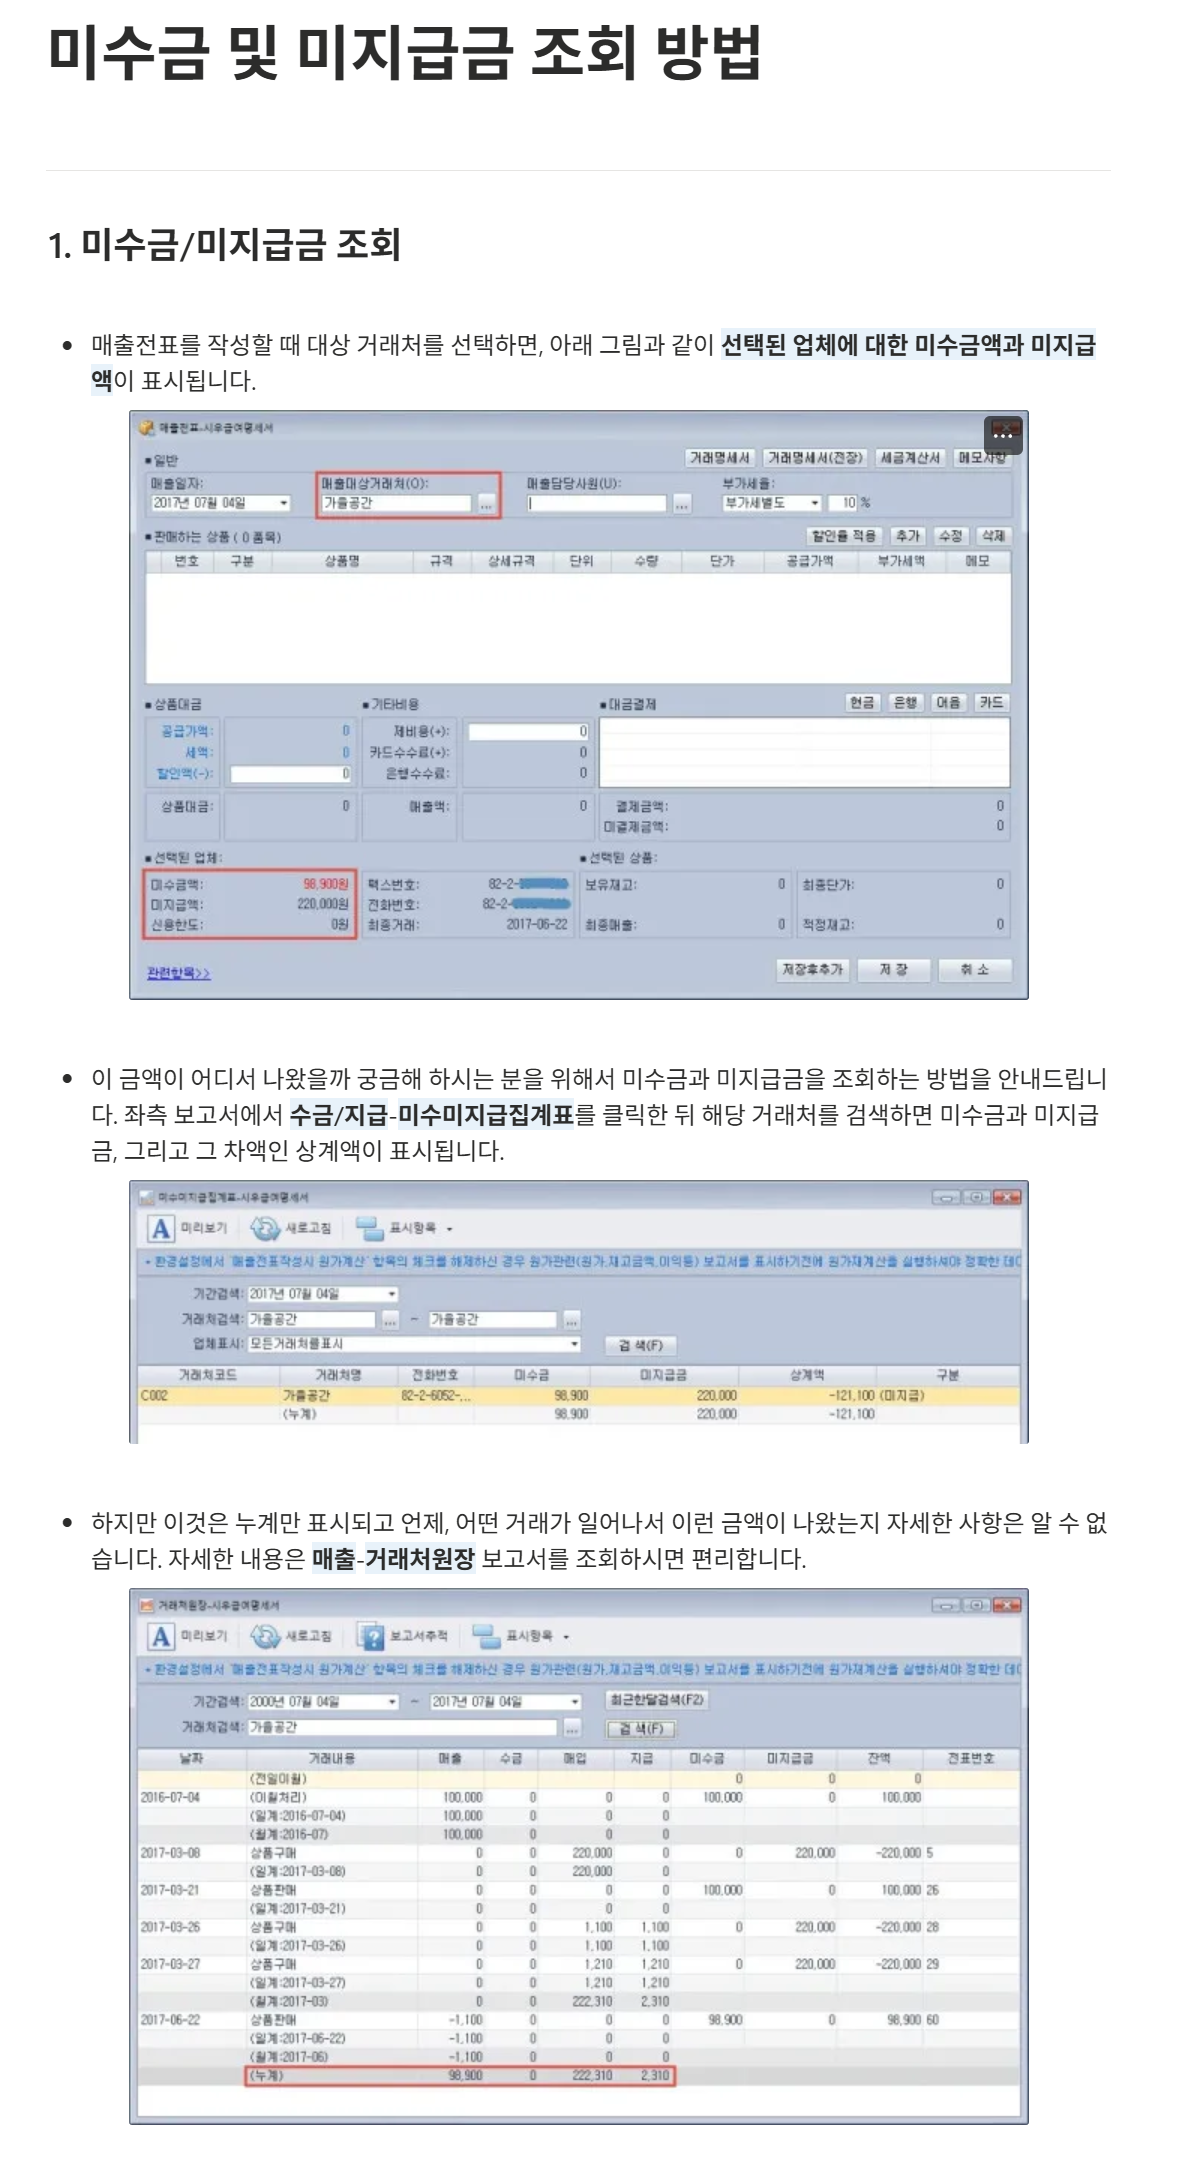 미수금 및 미지급금 조회 방법
1. 미수금/미지급금 조회
매출전표를 작성할 때 대상 거래처를 선택하면, 아래 그림과 같이 선택된 업체에 대한 미수금액과 미지급
액이 표시됩니다.
매출전표-시우급여명세서
일반 거래명세서 거래명세서(전장) 세금계산서 메모사항
매출일자: 매출대상거래처(O): 매출담당사원(U): 부가세율:
2017년 07월 04일 가을공간 ... ... 부가세별도 10 %
판매하는 상품 ( 0 품목) 할인율 적용 추가 수정 삭제
번호 구분 상품명 규격 상세규격 단위 수량 단가 공급가액 부가세액 메모
상품대금 기타비용 대금결제 현금 은행 어음 카드
공급가액: 0 제비용(+): 0
세액: 0 카드수수료(+): 0
할인액(-): 0 은행수수료: 0
상품대금: 0 매출액: 0 결제금액: 0
미결제금액: 0
선택된 업체: 선택된 상품:
미수금액: 98,900원 팩스번호: 82-2- 보유재고: 0 최종단가: 0
미지금액: 220,000원 전화번호: 82-2-
신용한도: 0원 최종거래: 2017-06-22 최종매출: 0 적정재고: 0
관련항목>> 저장후추가 저 장 취 소
이 금액이 어디서 나왔을까 궁금해 하시는 분을 위해서 미수금과 미지급금을 조회하는 방법을 안내드립니
다. 좌측 보고서에서 수금/지급-미수미지급집계표를 클릭한 뒤 해당 거래처를 검색하면 미수금과 미지급
금, 그리고 그 차액인 상계액이 표시됩니다.
미수미지급집계표-시우급여명세서
A 미리보기 새로고침 표시항목
환경설정에서 '매출전표작성시 원가계산' 항목의 체크를 해제하신 경우 원가관련(원가,재고금액,이익등) 보고서를 표시하기전에 원가재계산을 실행하셔야 정확한 데
기간검색: 2017년 07월 04일
거래처검색: 가을공간 ... ~ 가을공간 ...
업체표시: 모든거래처를표시 검 색(F)
거래처코드 거래처명 전화번호 미수금 미지급금 상계액 구분
C002 가을공간 82-2-6052-... 98,900 220,000 -121,100 (미지급)
(누계) 98,900 220,000 -121,100
하지만 이것은 누계만 표시되고 언제, 어떤 거래가 일어나서 이런 금액이 나왔는지 자세한 사항은 알 수 없
습니다. 자세한 내용은 매출-거래처원장 보고서를 조회하시면 편리합니다.
거래처원장-시우급여명세서
A 미리보기 새로고침 보고서추적 표시항목
환경설정에서 '매출전표작성시 원가계산' 항목의 체크를 해제하신 경우 원가관련(원가,재고금액,이익등) 보고서를 표시하기전에 원가재계산을 실행하셔야 정확한 데
기간검색: 2000년 07월 04일 ~ 2017년 07월 04일 최근한달검색(F2)
거래처검색: 가을공간 ... 검 색(F)
날짜 거래내용 매출 수금 매입 지급 미수금 미지급금 잔액 전표번호
(전일이월) 0 0 0
2016-07-04 (이월처리) 100,000 0 0 0 100,000 0 100,000
(일계:2016-07-04) 100,000 0 0 0
(월계:2016-07) 100,000 0 0 0
2017-03-08 상품구매 0 0 220,000 0 0 220,000 -220,000 5
(일계:2017-03-08) 0 0 220,000 0
2017-03-21 상품판매 0 0 0 0 100,000 0 100,000 26
(일계:2017-03-21) 0 0 0 0
2017-03-26 상품구매 0 0 1,100 1,100 0 220,000 -220,000 28
(일계:2017-03-26) 0 0 1,100 1,100
2017-03-27 상품구매 0 0 1,210 1,210 0 220,000 -220,000 29
(일계:2017-03-27) 0 0 1,210 1,210
(월계:2017-03) 0 0 222,310 2,310
2017-06-22 상품판매 -1,100 0 0 0 98,900 0 98,900 60
(일계:2017-06-22) -1,100 0 0 0
(월계:2017-06) -1,100 0 0 0
(누계) 98,900 0 222,310 2,310